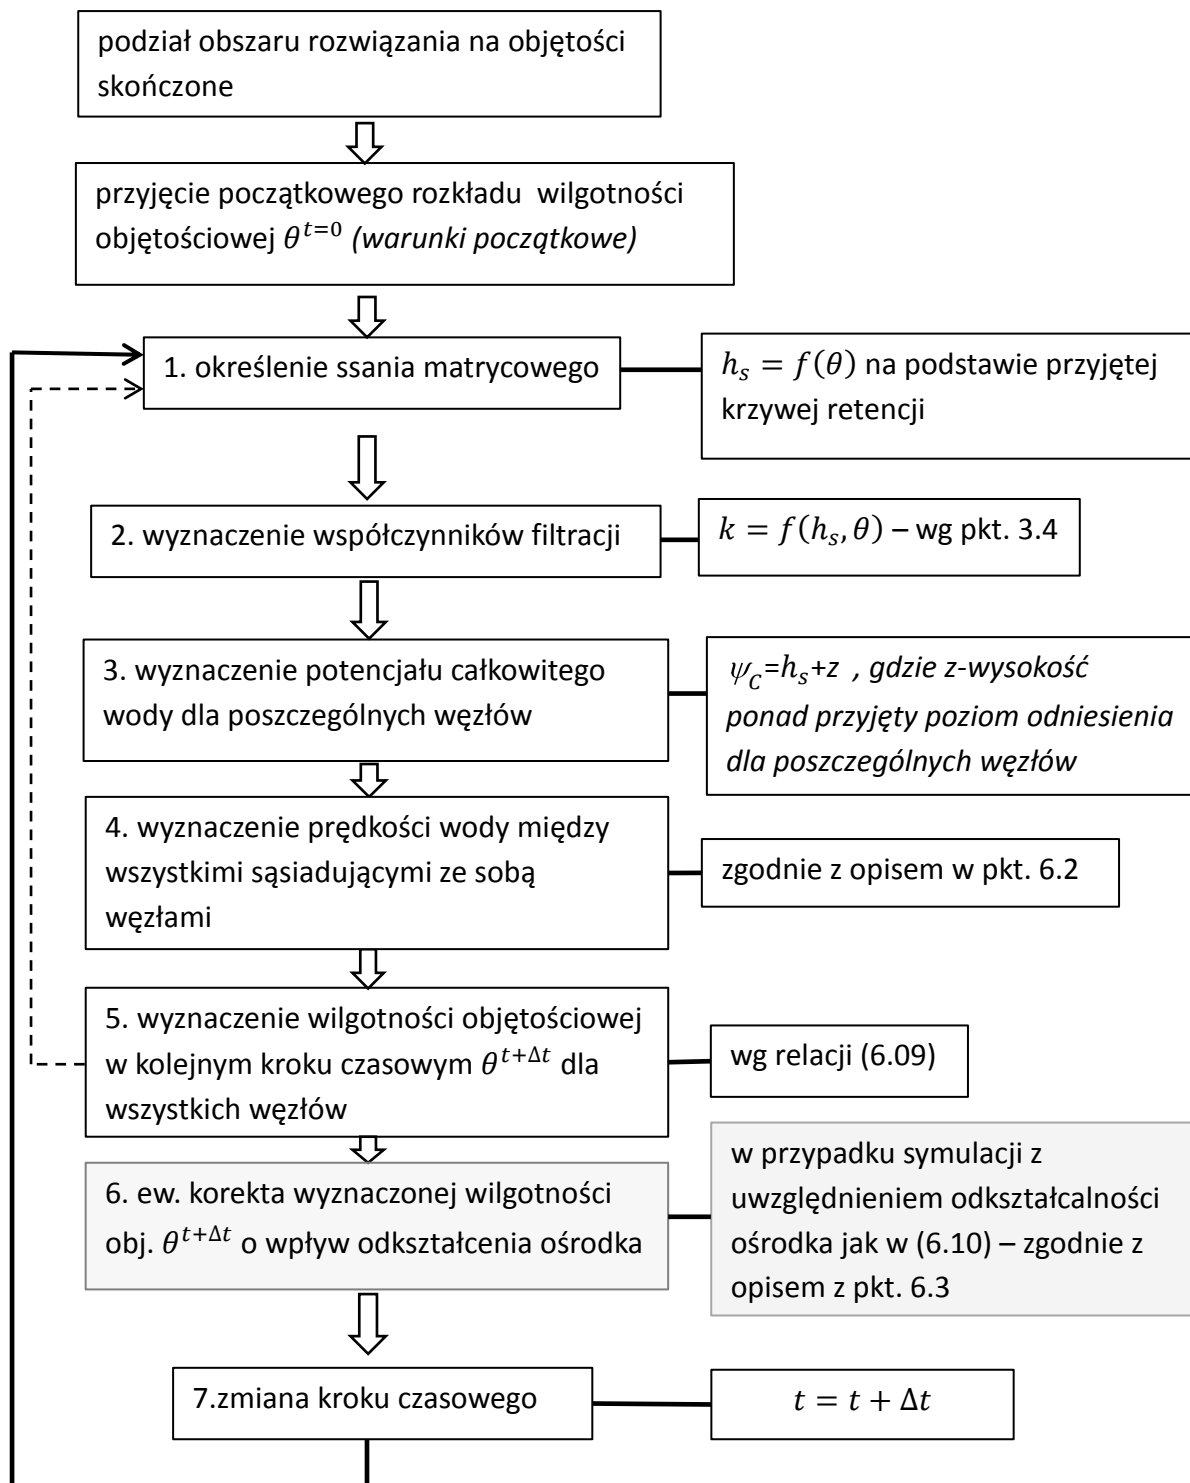 podział obszaru rozwiązania na objętości
skończone
przyjęcie początkowego rozkładu wilgotności
objętościowej θ^{t=0} (warunki początkowe)
1. określenie ssania matrycowego
h_s = f(θ) na podstawie przyjętej
krzywej retencji
2. wyznaczenie współczynników filtracji
k = f(h_s, θ) – wg pkt. 3.4
3. wyznaczenie potencjału całkowitego
wody dla poszczególnych węzłów
ψ_C=h_s+z , gdzie z-wysokość
ponad przyjęty poziom odniesienia
dla poszczególnych węzłów
4. wyznaczenie prędkości wody między
wszystkimi sąsiadującymi ze sobą
węzłami
zgodnie z opisem w pkt. 6.2
5. wyznaczenie wilgotności objętościowej
w kolejnym kroku czasowym θ^{t+Δt} dla
wszystkich węzłów
wg relacji (6.09)
6. ew. korekta wyznaczonej wilgotności
obj. θ^{t+Δt} o wpływ odkształcenia ośrodka
w przypadku symulacji z
uwzględnieniem odkształcalności
ośrodka jak w (6.10) – zgodnie z
opisem z pkt. 6.3
7.zmiana kroku czasowego
t = t + Δt